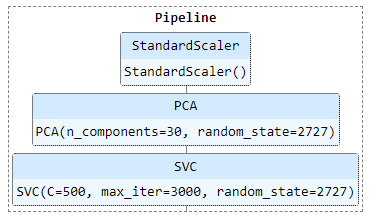 Pipeline
StandardScaler
StandardScaler()
PCA
PCA(n_components=30, random_state=2727)
SVC
SVC(C=500, max_iter=3000, random_state=2727)